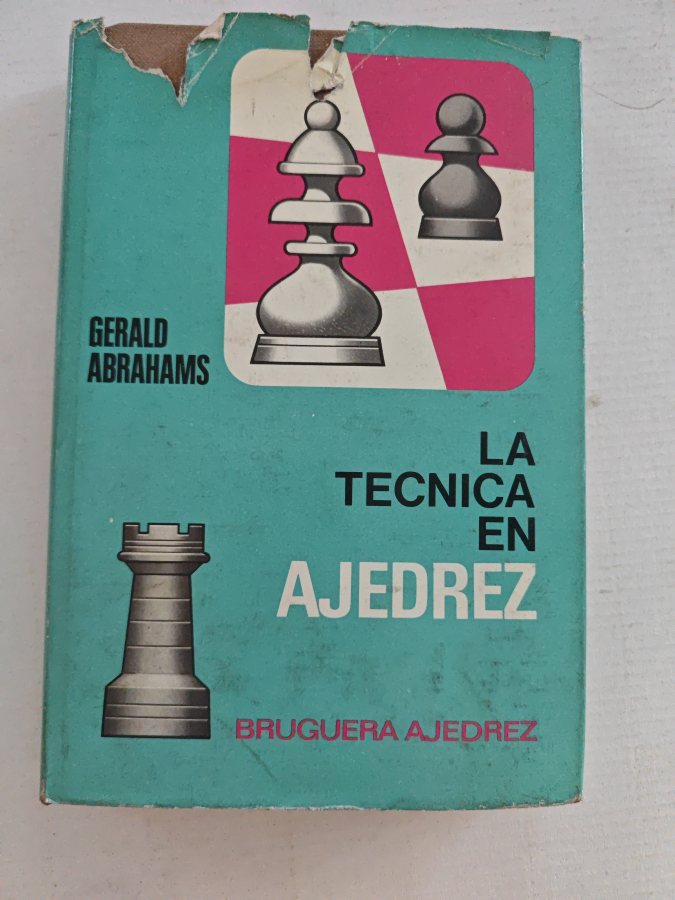 GERALD
ABRAHAMS
LA
TECNICA
EN
AJEDREZ
BRUGUERA AJEDREZ